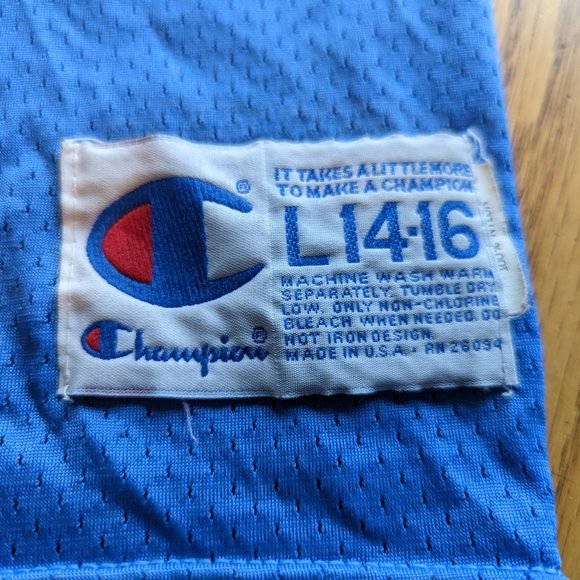 ®
Champion®
IT TAKES A LITTLE MORE
TO MAKE A CHAMPION
L 14-16
MACHINE WASH WARM
SEPARATELY. TUMBLE DRY
LOW. ONLY NON-CHLORINE
BLEACH WHEN NEEDED. DO
NOT IRON DESIGN.
MADE IN U.S.A. · RN 26094